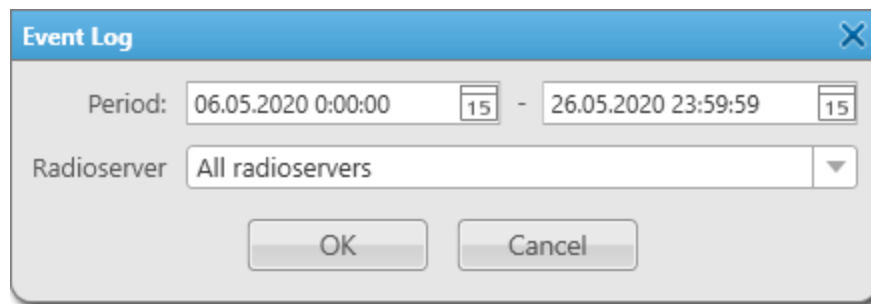 Event Log
Period: 06.05.2020 0:00:00 15 - 26.05.2020 23:59:59 15
Radioserver All radioservers
OK Cancel